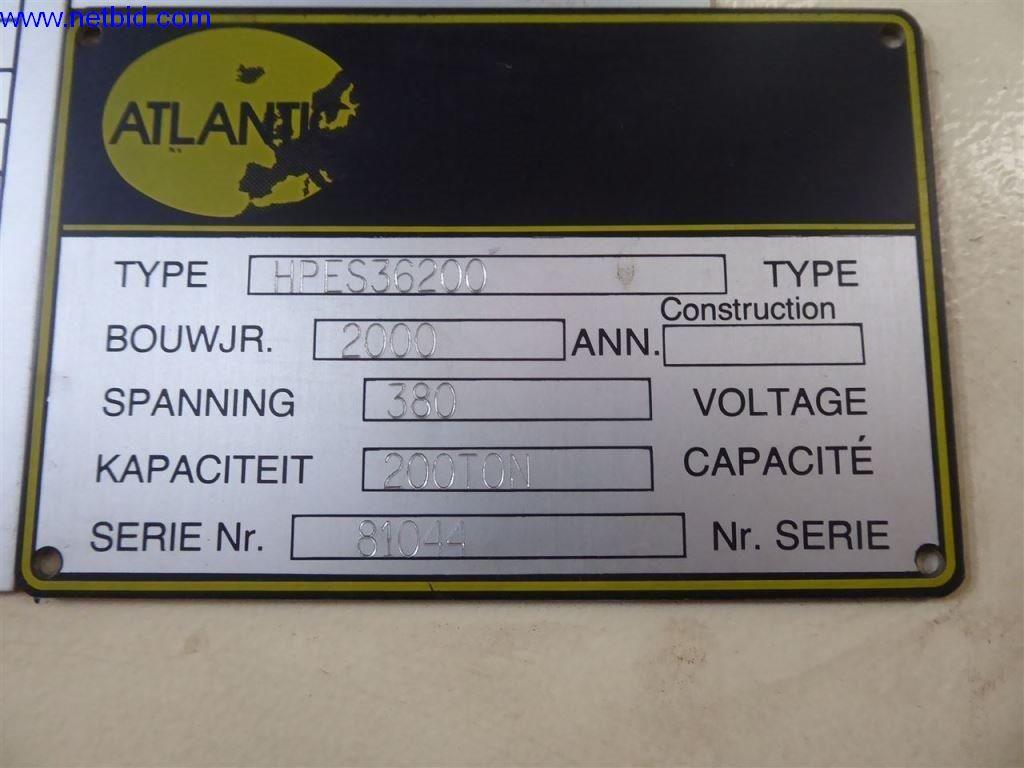 www.netbid.com
ATLANTIC
TYPE HPES36200 TYPE
Construction
BOUWJR. 2000 ANN.
SPANNING 380 VOLTAGE
KAPACITEIT 200TON CAPACITÉ
SERIE Nr. 81044 Nr. SERIE